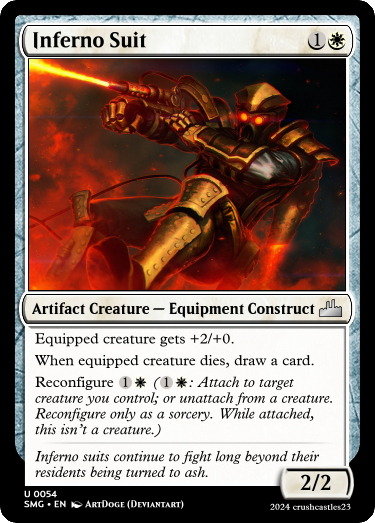 Inferno Suit 1
Artifact Creature — Equipment Construct
Equipped creature gets +2/+0.
When equipped creature dies, draw a card.
Reconfigure 1 (1: Attach to target
creature you control; or unattach from a creature.
Reconfigure only as a sorcery. While attached,
this isn't a creature.)
Inferno suits continue to fight long beyond their
residents being turned to ash.
2/2
U 0054
SMG • EN ArtDoge (Deviantart)
2024 crushcastles23